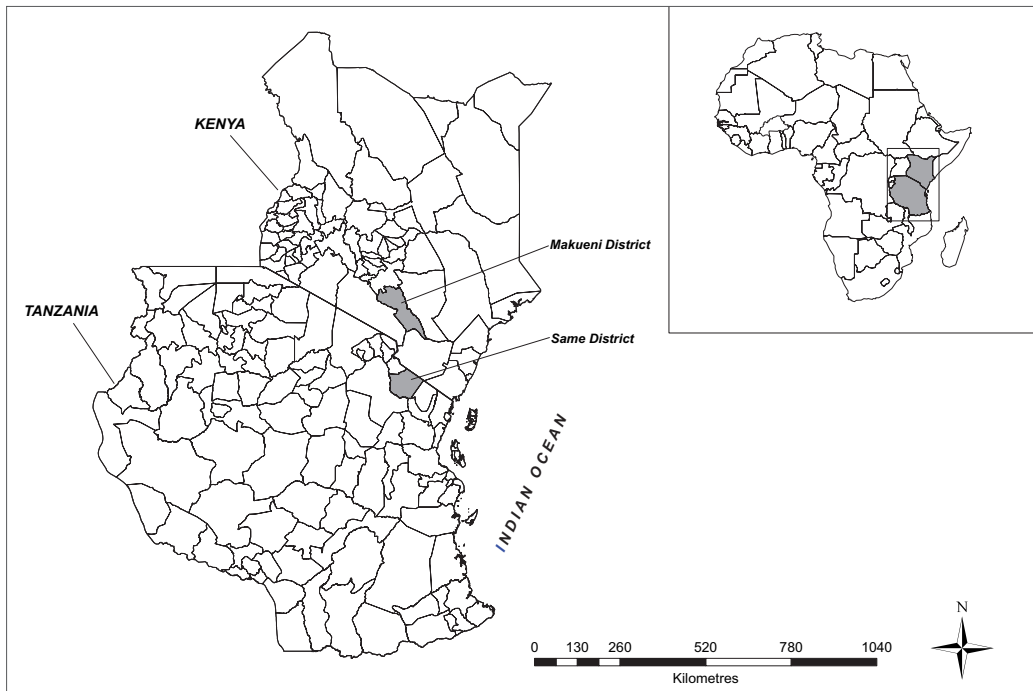 KENYA
Makueni District
TANZANIA
Same District
INDIAN OCEAN
N
0 130 260 520 780 1040
Kilometres